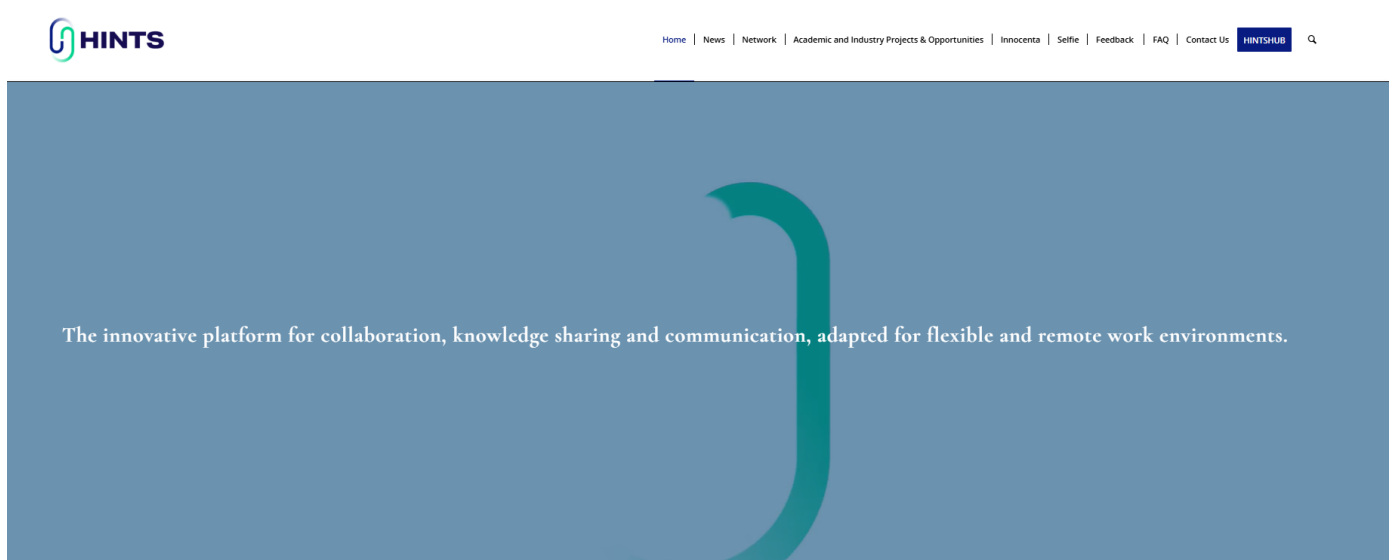 HINTS
Home | News | Network | Academic and Industry Projects & Opportunities | Innocenta | Selfie | Feedback | FAQ | Contact Us HINTSHUB
The innovative platform for collaboration, knowledge sharing and communication, adapted for flexible and remote work environments.